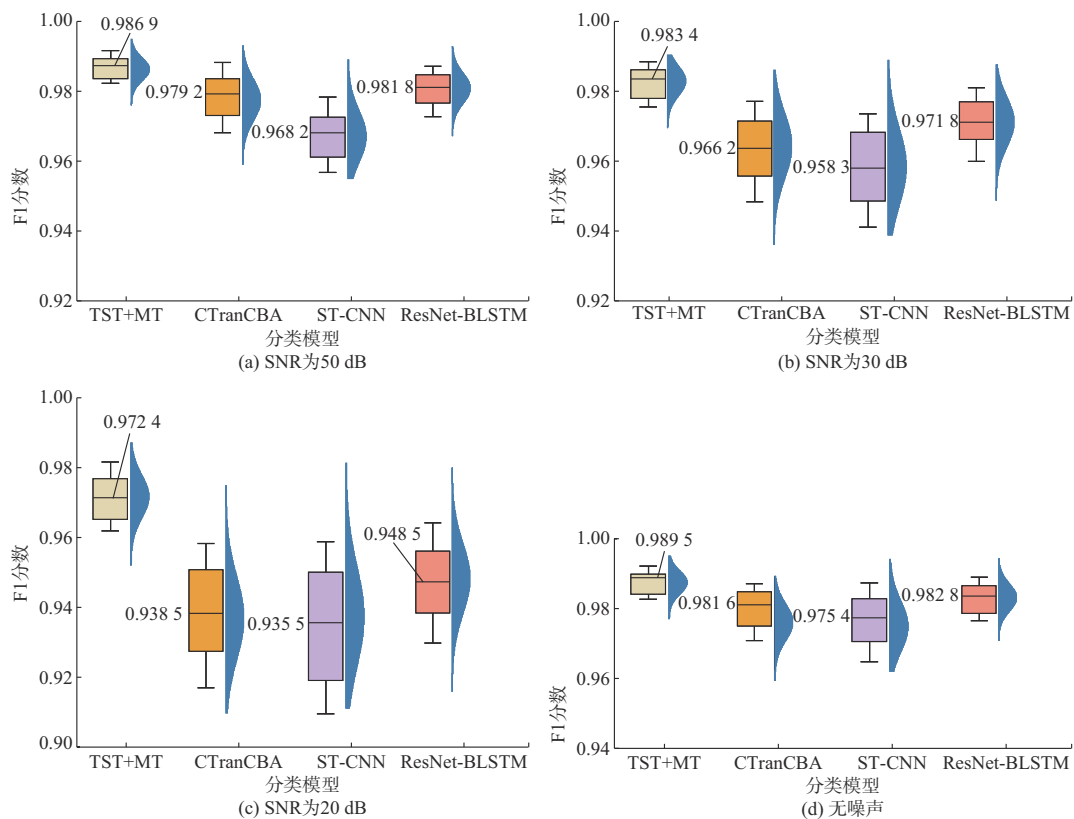 1.00
0.98
0.96
0.94
0.92
F1分数
0.986 9
0.979 2
0.968 2
0.981 8
TST+MT
CTranCBA
ST-CNN
ResNet-BLSTM
分类模型
(a) SNR为50 dB
1.00
0.98
0.96
0.94
0.92
F1分数
0.983 4
0.966 2
0.958 3
0.971 8
TST+MT
CTranCBA
ST-CNN
ResNet-BLSTM
分类模型
(b) SNR为30 dB
1.00
0.98
0.96
0.94
0.92
0.90
F1分数
0.972 4
0.938 5
0.935 5
0.948 5
TST+MT
CTranCBA
ST-CNN
ResNet-BLSTM
分类模型
(c) SNR为20 dB
1.00
0.98
0.96
0.94
F1分数
0.989 5
0.981 6
0.975 4
0.982 8
TST+MT
CTranCBA
ST-CNN
ResNet-BLSTM
分类模型
(d) 无噪声